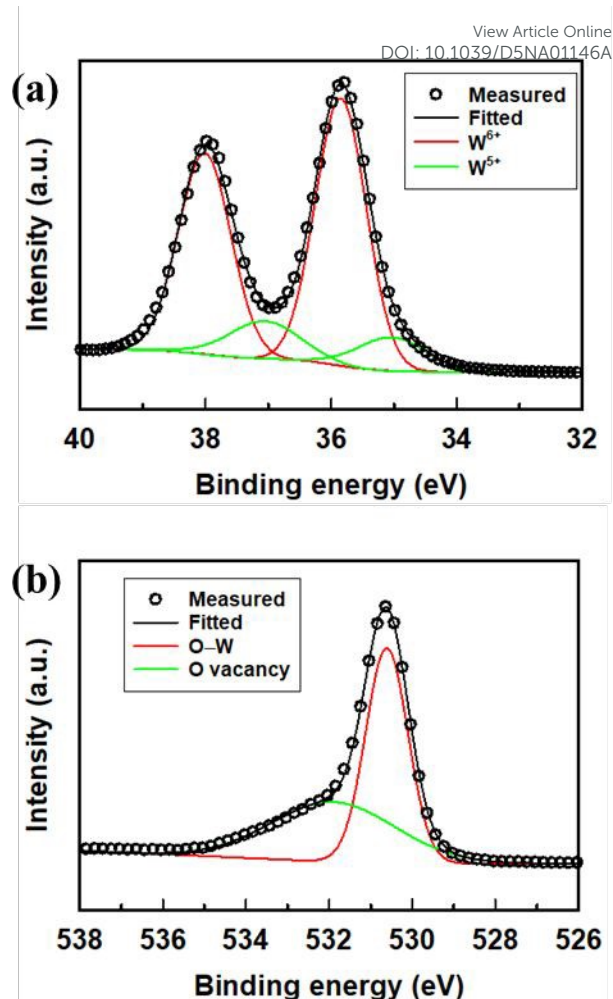 View Article Online
DOI: 10.1039/D5NA01146A
(a)
Measured
Fitted
W6+
W5+
Intensity (a.u.)
40 38 36 34 32
Binding energy (eV)
(b)
Measured
Fitted
O–W
O vacancy
Intensity (a.u.)
538 536 534 532 530 528 526
Binding energy (eV)